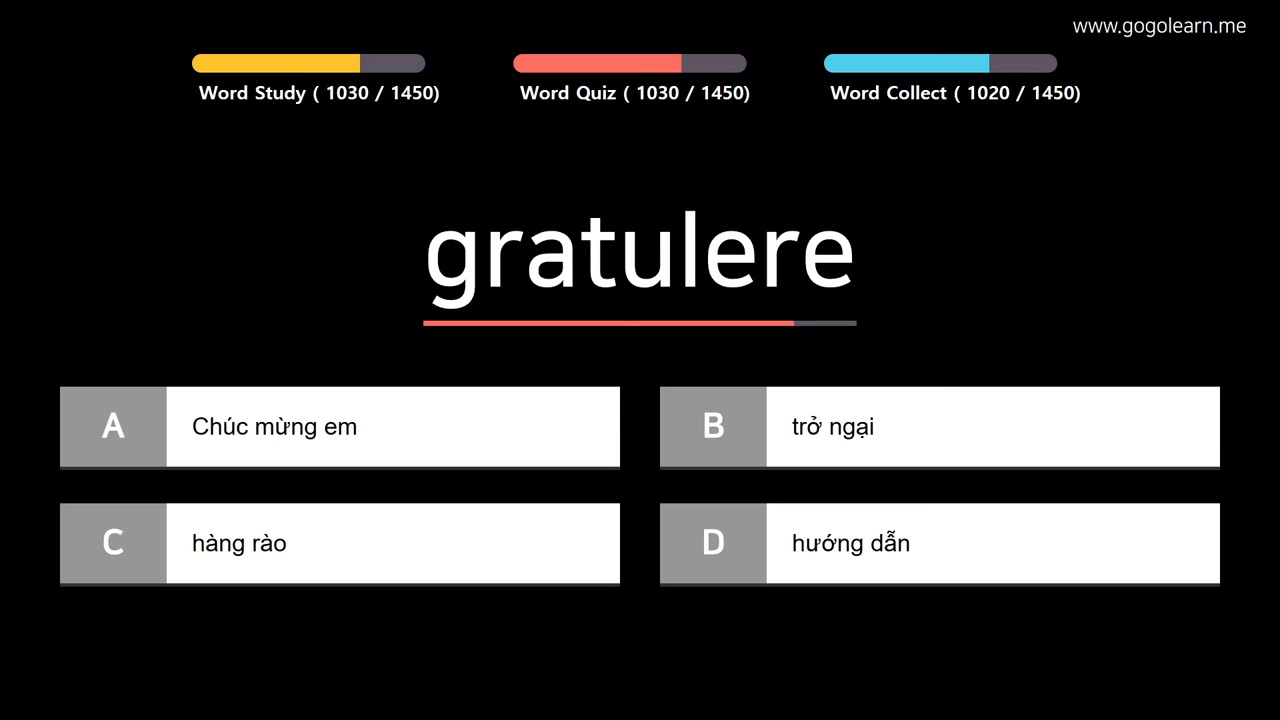 www.gogolearn.me
Word Study ( 1030 / 1450)
Word Quiz ( 1030 / 1450)
Word Collect ( 1020 / 1450)
gratulere
A Chúc mừng em
B trở ngại
C hàng rào
D hướng dẫn